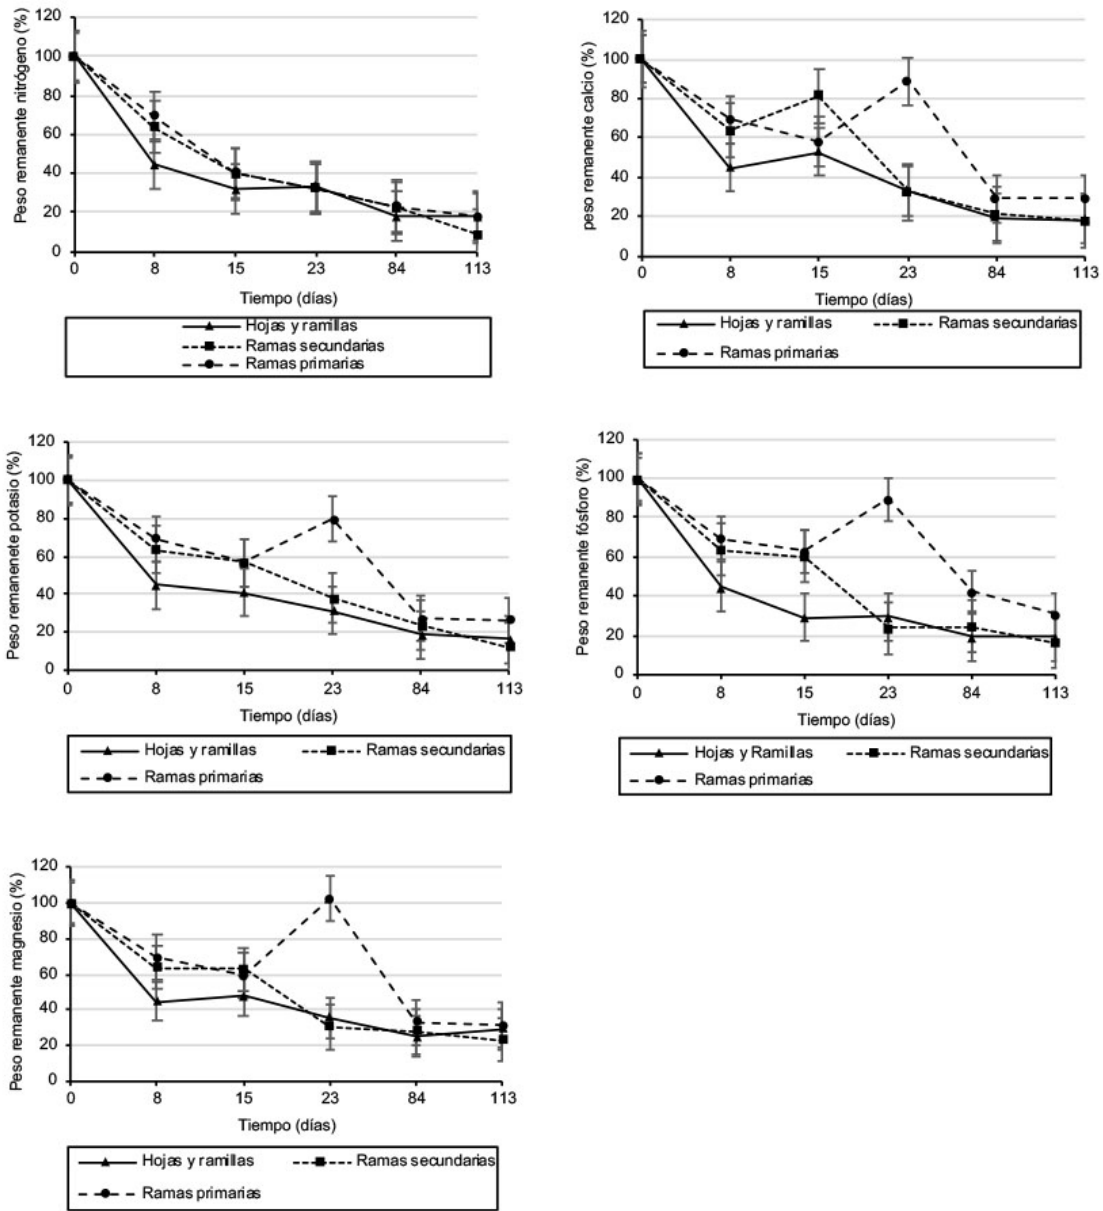 Peso remanente nitrógeno (%)
120
100
80
60
40
20
0
0 8 15 23 84 113
Tiempo (días)
Hojas y ramillas
Ramas secundarias
Ramas primarias
peso remanente calcio (%)
120
100
80
60
40
20
0
0 8 15 23 84 113
Tiempo (días)
Hojas y ramillas Ramas secundarias
Ramas primarias
Peso remanenete potasio (%)
120
100
80
60
40
20
0
0 8 15 23 84 113
Tiempo (días)
Hojas y ramillas Ramas secundarias
Ramas primarias
Peso remanente fósforo (%)
120
100
80
60
40
20
0
0 8 15 23 84 113
Tiempo (días)
Hojas y Ramillas Ramas secundarias
Ramas primarias
Peso remanente magnesio (%)
120
100
80
60
40
20
0
0 8 15 23 84 113
Tiempo (días)
Hojas y ramillas Ramas secundarias
Ramas primarias